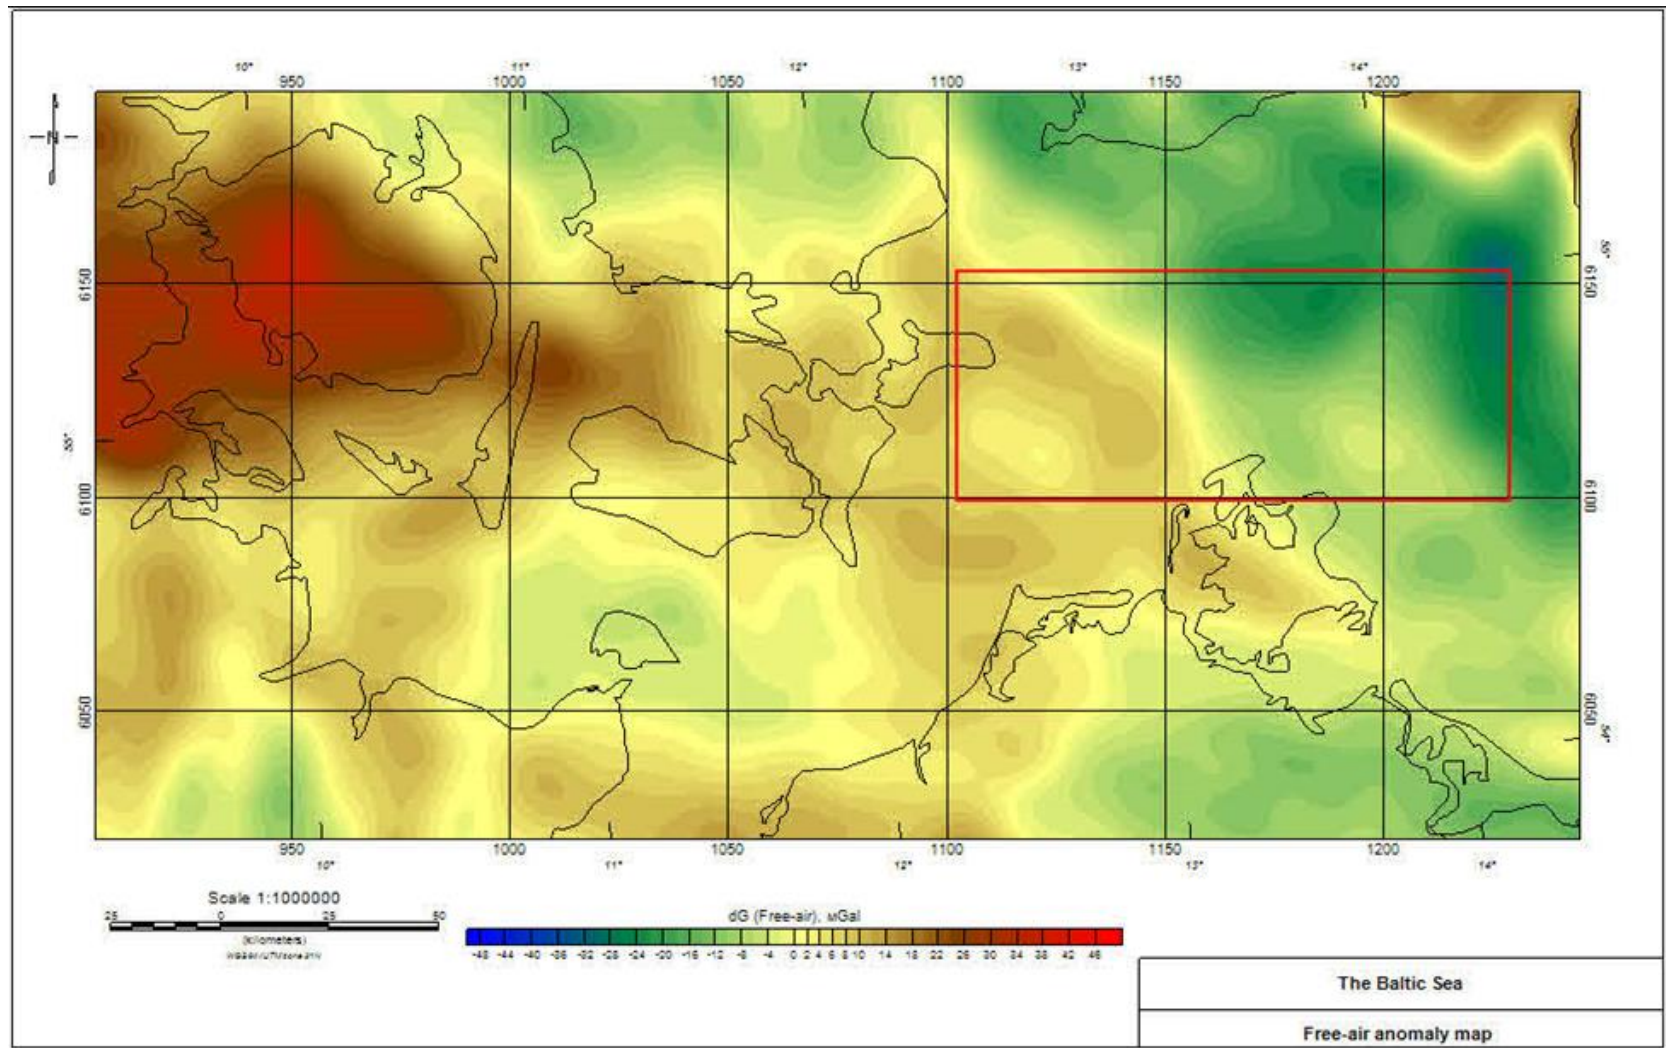 10° 11° 12° 13° 14°
950 1000 1050 1100 1150 1200
N
6150 6150
55°
55°
6100 6100
6050 6050
54°
950 1000 1050 1100 1150 1200
10° 11° 12° 13° 14°
Scale 1:1000000
25 0 25 50
(kilometers)
dG (Free-air), мGal
-48 -44 -40 -36 -32 -28 -24 -20 -16 -12 -8 -4 0 2 4 6 8 10 14 18 22 26 30 34 38 42 46
The Baltic Sea
Free-air anomaly map